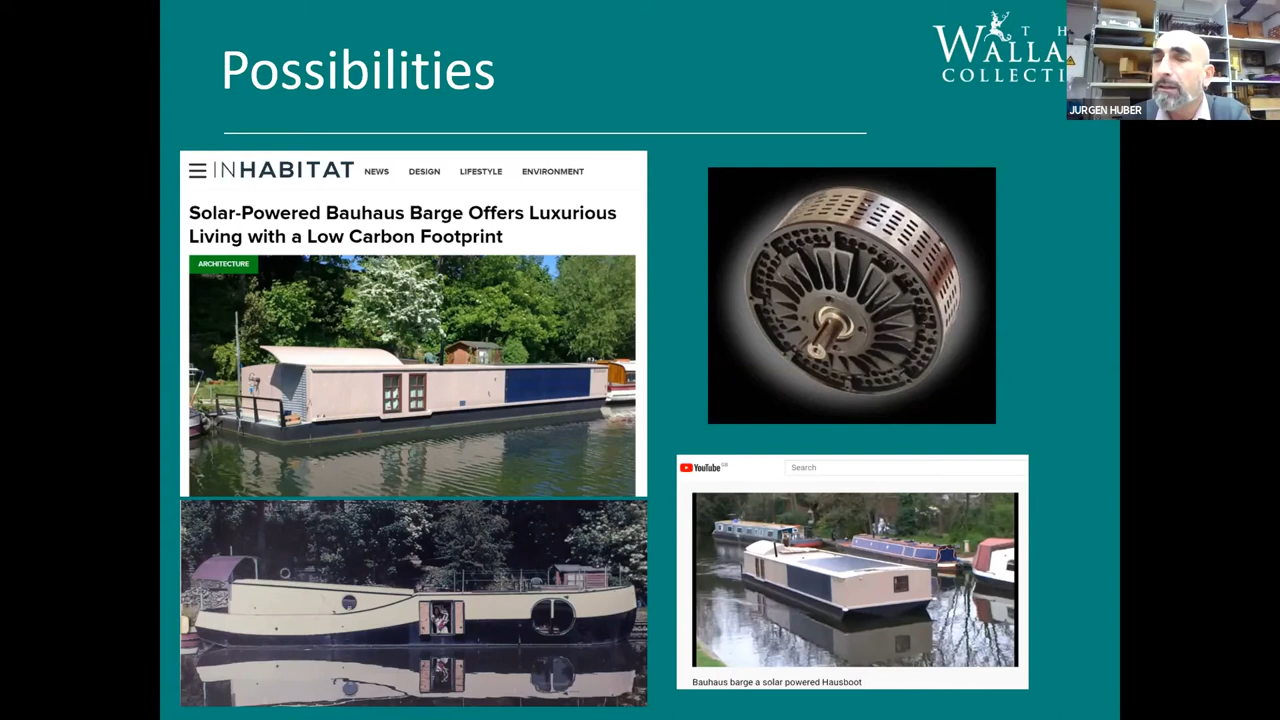 Possibilities
T H
WALLA
COLLECTI
JURGEN HUBER
INHABITAT NEWS DESIGN LIFESTYLE ENVIRONMENT
Solar-Powered Bauhaus Barge Offers Luxurious
Living with a Low Carbon Footprint
ARCHITECTURE
YouTube GB Search
Bauhaus barge a solar powered Hausboot